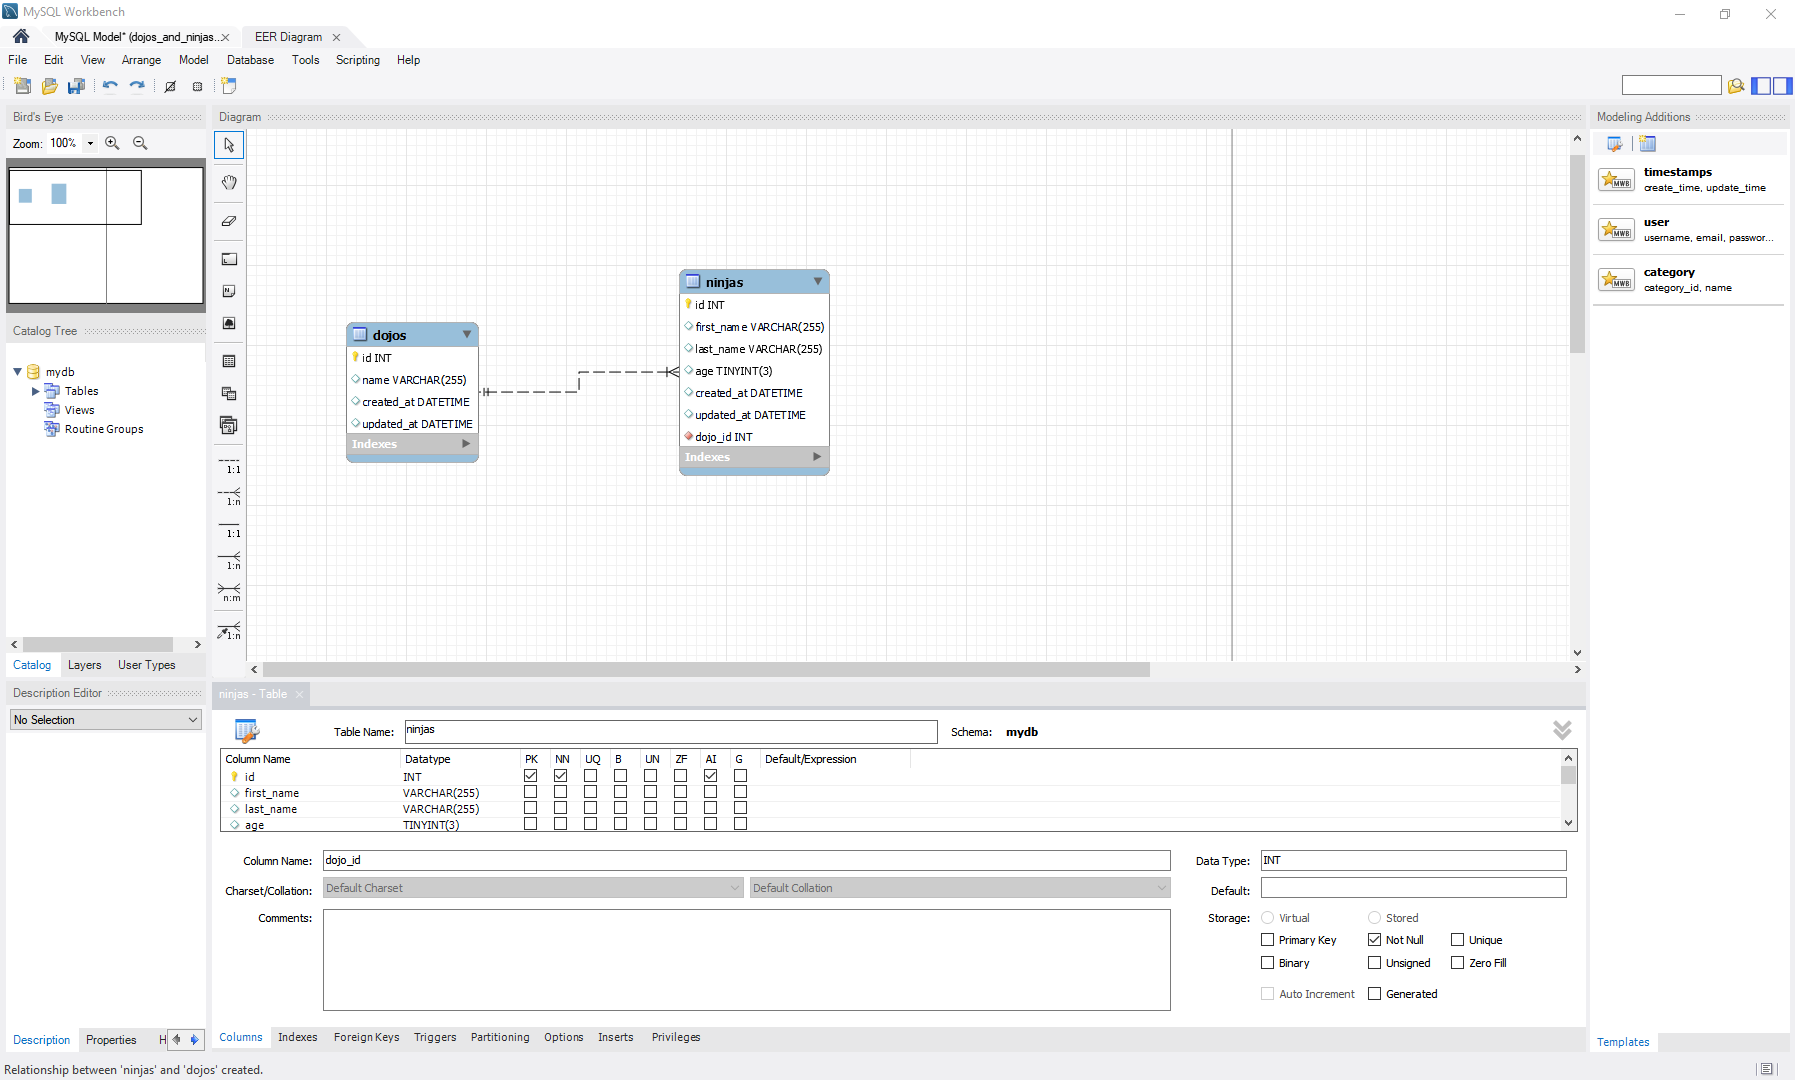 MySQL Workbench
MySQL Model* (dojos_and_ninjas..
EER Diagram
File Edit View Arrange Model Database Tools Scripting Help
Bird's Eye
Zoom: 100%
Catalog Tree
mydb
Tables
Views
Routine Groups
Catalog Layers User Types
Description Editor
No Selection
Description Properties H
Diagram
1:1
1:n
1:1
1:n
n:m
1:n
dojos
id INT
name VARCHAR(255)
created_at DATETIME
updated_at DATETIME
Indexes
ninjas
id INT
first_name VARCHAR(255)
last_name VARCHAR(255)
age TINYINT(3)
created_at DATETIME
updated_at DATETIME
dojo_id INT
Indexes
Modeling Additions
MWB
timestamps
create_time, update_time
MWB
user
username, email, passwor...
MWB
category
category_id, name
Templates
ninjas - Table
Table Name: ninjas Schema: mydb
Column Name Datatype PK NN UQ B UN ZF AI G Default/Expression
id INT
first_name VARCHAR(255)
last_name VARCHAR(255)
age TINYINT(3)
Column Name: dojo_id Data Type: INT
Charset/Collation: Default Charset Default Collation Default:
Comments: Storage: Virtual Stored
Primary Key Not Null Unique
Binary Unsigned Zero Fill
Auto Increment Generated
Columns Indexes Foreign Keys Triggers Partitioning Options Inserts Privileges
Relationship between 'ninjas' and 'dojos' created.